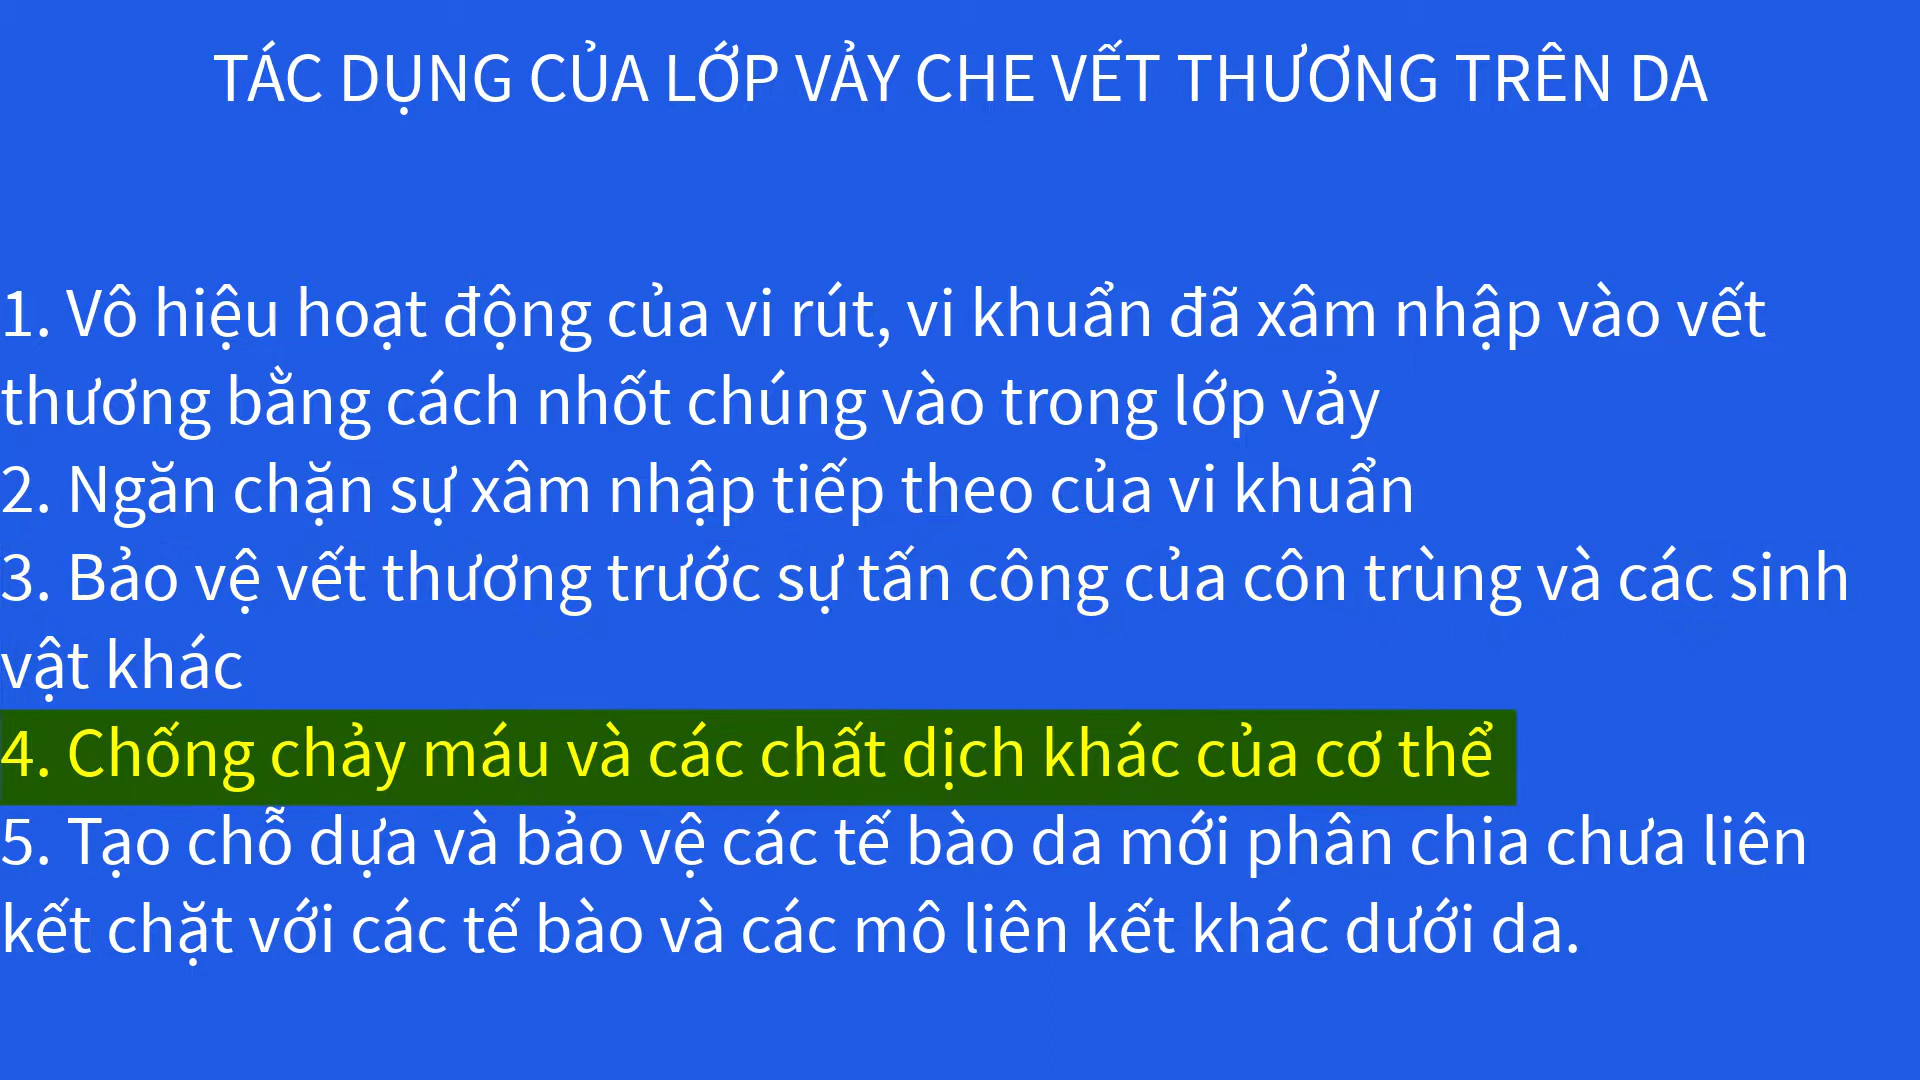 TÁC DỤNG CỦA LỚP VẢY CHE VẾT THƯƠNG TRÊN DA
1. Vô hiệu hoạt động của vi rút, vi khuẩn đã xâm nhập vào vết
thương bằng cách nhốt chúng vào trong lớp vảy
2. Ngăn chặn sự xâm nhập tiếp theo của vi khuẩn
3. Bảo vệ vết thương trước sự tấn công của côn trùng và các sinh
vật khác
4. Chống chảy máu và các chất dịch khác của cơ thể
5. Tạo chỗ dựa và bảo vệ các tế bào da mới phân chia chưa liên
kết chặt với các tế bào và các mô liên kết khác dưới da.